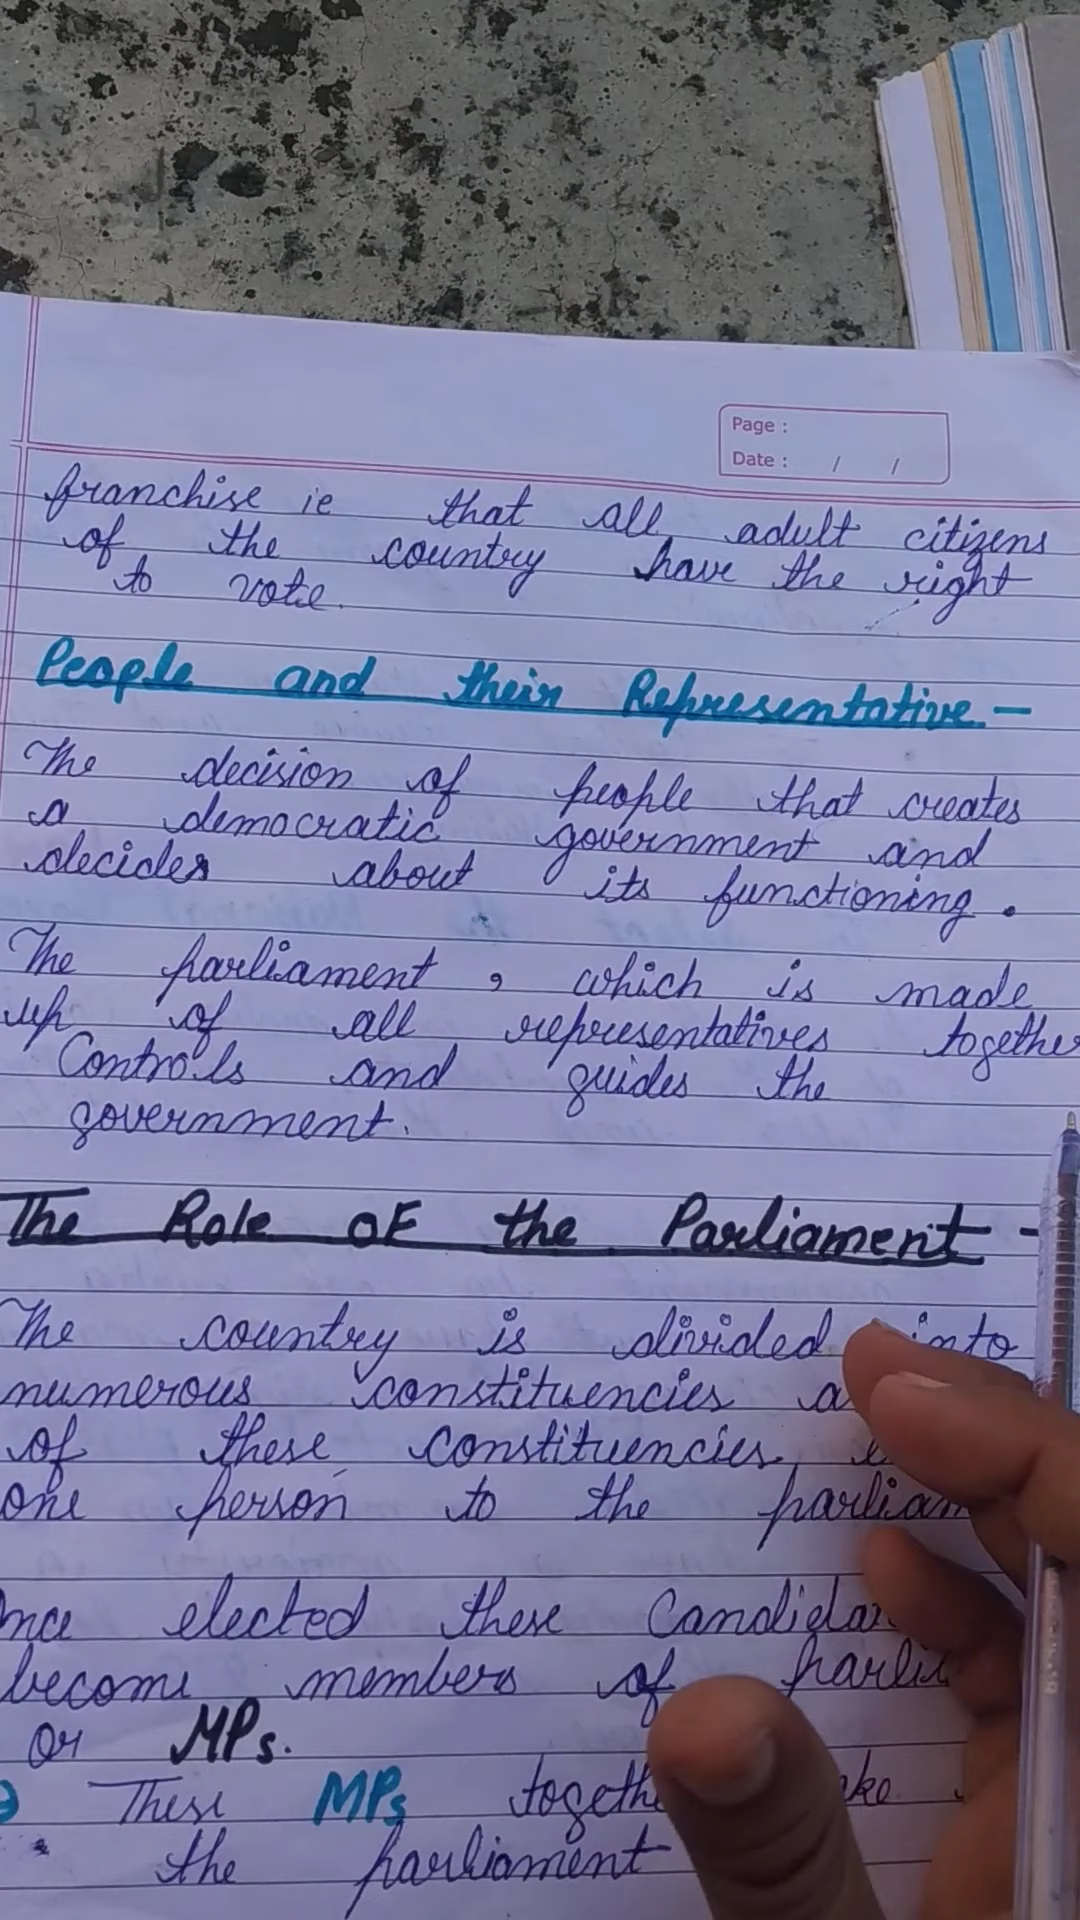 Page :
Date : / /
franchise ie that all adult citizens
of the country have the right
to vote.
People and their Representative -
The decision of people that creates
a democratic government and
decides about its functioning.
The parliament, which is made
up of all representatives together
Controls and guides the
government.
The Role of the Parliament -
The country is divided into
numerous constituencies
of these constituencies
one person to the
elected these
become members of
or MPs.
These MPs
the parliament